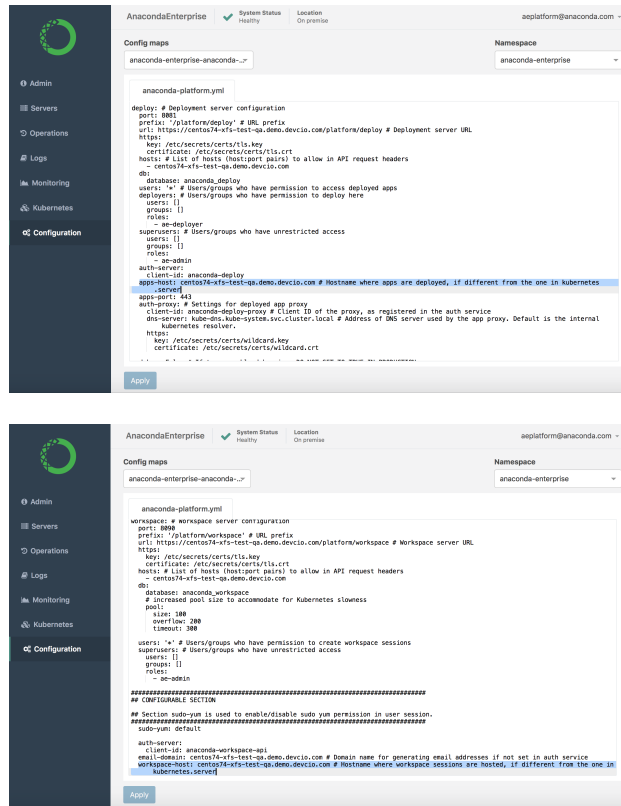 AnacondaEnterprise
System Status
Healthy
Location
On premise
aeplatform@anaconda.com
Config maps
Namespace
anaconda-enterprise-anaconda-...
anaconda-enterprise
Admin
Servers
Operations
Logs
Monitoring
Kubernetes
Configuration
anaconda-platform.yml
deploy: # Deployment server configuration
port: 8081
prefix: '/platform/deploy' # URL prefix
url: https://centos74-xfs-test-qa.demo.devcio.com/platform/deploy # Deployment server URL
https:
key: /etc/secrets/certs/tls.key
certificate: /etc/secrets/certs/tls.crt
hosts: # List of hosts (host:port pairs) to allow in API request headers
- centos74-xfs-test-qa.demo.devcio.com
db:
database: anaconda_deploy
users: '*' # Users/groups who have permission to access deployed apps
deployers: # Users/groups who have permission to deploy here
users: []
groups: []
roles:
- ae-deployer
superusers: # Users/groups who have unrestricted access
users: []
groups: []
roles:
- ae-admin
auth-server:
client-id: anaconda-deploy
apps-host: centos74-xfs-test-qa.demo.devcio.com # Hostname where apps are deployed, if different from the one in kubernetes
.server
apps-port: 443
auth-proxy: # Settings for deployed app proxy
client-id: anaconda-deploy-proxy # Client ID of the proxy, as registered in the auth service
dns-server: kube-dns.kube-system.svc.cluster.local # Address of DNS server used by the app proxy. Default is the internal
kubernetes resolver.
https:
key: /etc/secrets/certs/wildcard.key
certificate: /etc/secrets/certs/wildcard.crt
Apply
AnacondaEnterprise
System Status
Healthy
Location
On premise
aeplatform@anaconda.com
Config maps
Namespace
anaconda-enterprise-anaconda-...
anaconda-enterprise
Admin
Servers
Operations
Logs
Monitoring
Kubernetes
Configuration
anaconda-platform.yml
workspace: # Workspace server configuration
port: 8090
prefix: '/platform/workspace' # URL prefix
url: https://centos74-xfs-test-qa.demo.devcio.com/platform/workspace # Workspace server URL
https:
key: /etc/secrets/certs/tls.key
certificate: /etc/secrets/certs/tls.crt
hosts: # List of hosts (host:port pairs) to allow in API request headers
- centos74-xfs-test-qa.demo.devcio.com
db:
database: anaconda_workspace
# increased pool size to accommodate for Kubernetes slowness
pool:
size: 100
overflow: 200
timeout: 300
users: '*' # Users/groups who have permission to create workspace sessions
superusers: # Users/groups who have unrestricted access
users: []
groups: []
roles:
- ae-admin
################################################################################
## CONFIGURABLE SECTION
## Section sudo-yum is used to enable/disable sudo yum permission in user session.
################################################################################
sudo-yum: default
auth-server:
client-id: anaconda-workspace-api
email-domain: centos74-xfs-test-qa.demo.devcio.com # Domain name for generating email addresses if not set in auth service
workspace-host: centos74-xfs-test-qa.demo.devcio.com # Hostname where workspace sessions are hosted, if different from the one in
kubernetes.server
Apply